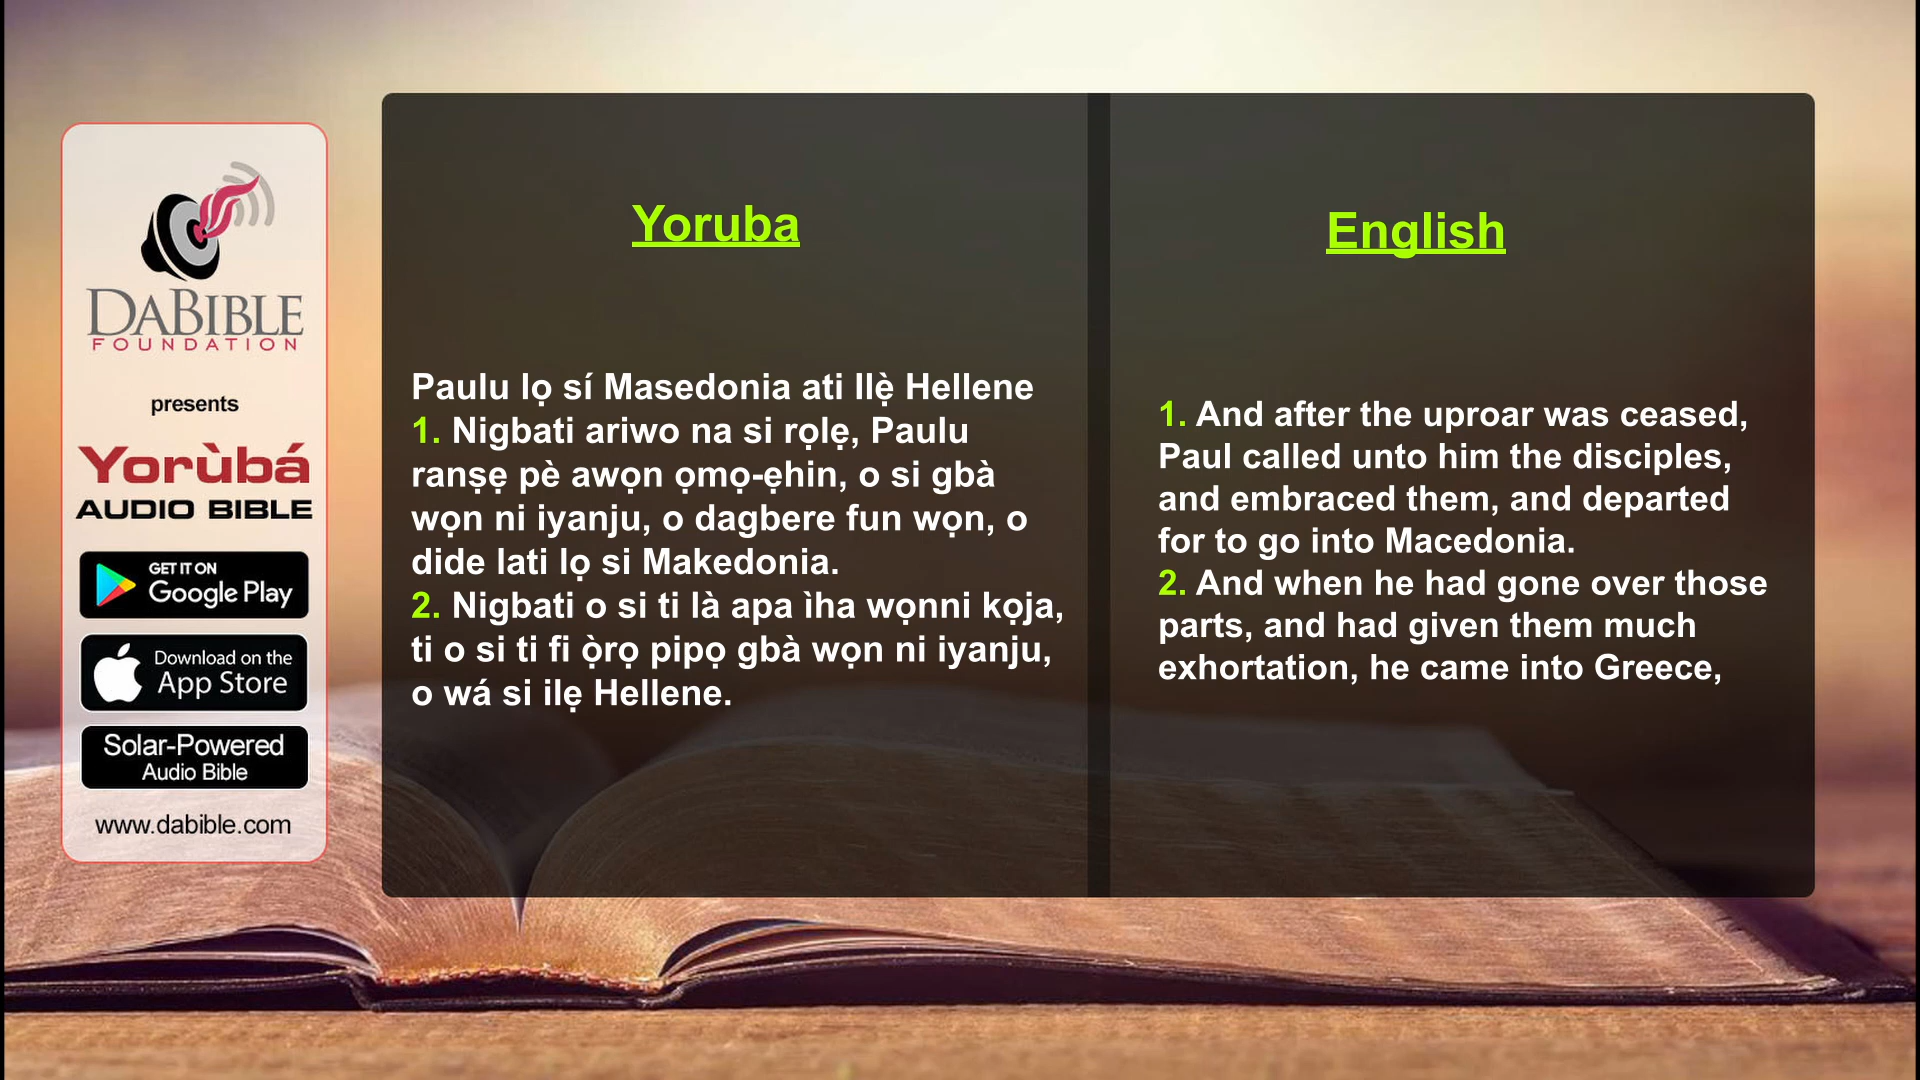 DABIBLE
FOUNDATION
presents
Yorùbá
AUDIO BIBLE
GET IT ON
Google Play
Download on the
App Store
Solar-Powered
Audio Bible
www.dabible.com
Yoruba
Paulu lọ sí Masedonia ati Ilẹ̀ Hellene
1. Nigbati ariwo na si rọlẹ, Paulu
ranṣẹ pè awọn ọmọ-ẹhin, o si gbà
wọn ni iyanju, o dagbere fun wọn, o
dide lati lọ si Makedonia.
2. Nigbati o si ti là apa ìha wọnni kọja,
ti o si ti fi ọ̀rọ pipọ gbà wọn ni iyanju,
o wá si ilẹ Hellene.
English
1. And after the uproar was ceased,
Paul called unto him the disciples,
and embraced them, and departed
for to go into Macedonia.
2. And when he had gone over those
parts, and had given them much
exhortation, he came into Greece,